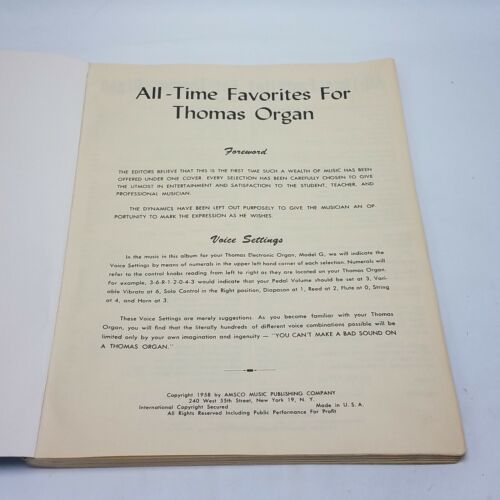 All-Time Favorites For
Thomas Organ
Foreword
THE EDITORS BELIEVE THAT THIS IS THE FIRST TIME SUCH A WEALTH OF MUSIC HAS BEEN
OFFERED UNDER ONE COVER. EVERY SELECTION HAS BEEN CAREFULLY CHOSEN TO GIVE
THE UTMOST IN ENTERTAINMENT AND SATISFACTION TO THE STUDENT, TEACHER, AND
PROFESSIONAL MUSICIAN.
THE DYNAMICS HAVE BEEN LEFT OUT PURPOSELY TO GIVE THE MUSICIAN AN OP-
PORTUNITY TO MARK THE EXPRESSION AS HE WISHES.
Voice Settings
In the music in this album for your Thomas Electronic Organ, Model G, we will indicate the
Voice Settings by means of numerals in the upper left hand corner of each selection. Numerals will
refer to the control knobs reading from left to right as they are located on your Thomas Organ.
For example, 3-6-R-1-2-0-4-3 would indicate that your Pedal Volume should be set at 3, Vari-
able Vibrato at 6, Solo Control in the Right position, Diapason at 1, Reed at 2, Flute at 0, String
at 4, and Horn at 3.
These Voice Settings are merely suggestions. As you become familiar with your Thomas
Organ, you will find that the literally hundreds of different voice combinations possible will be
limited only by your own imagination and ingenuity — "YOU CAN'T MAKE A BAD SOUND ON
A THOMAS ORGAN."
Copyright 1958 by AMSCO MUSIC PUBLISHING COMPANY
240 West 55th Street, New York 19, N. Y.
International Copyright Secured Made in U. S. A.
All Rights Reserved Including Public Performance For Profit